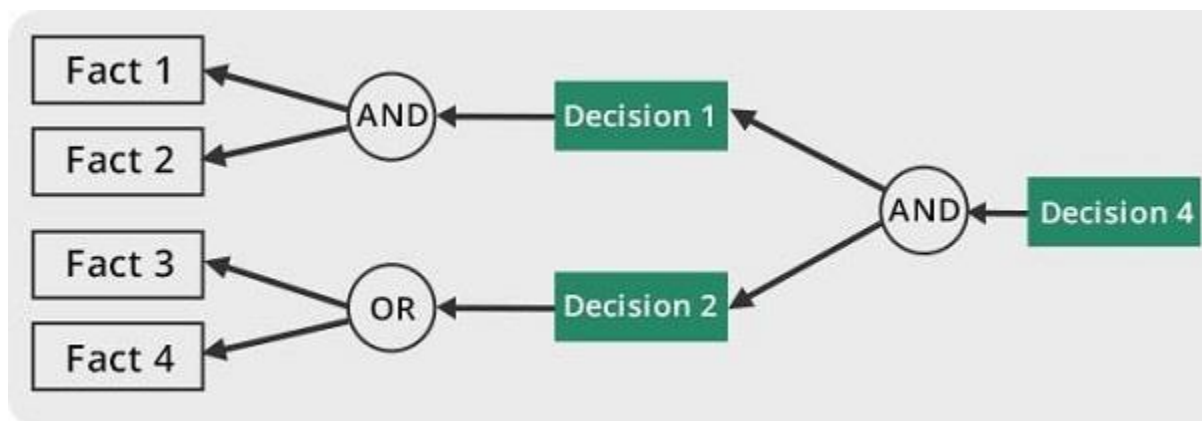 Fact 1
Fact 2
AND
Decision 1
Fact 3
Fact 4
OR
Decision 2
AND
Decision 4